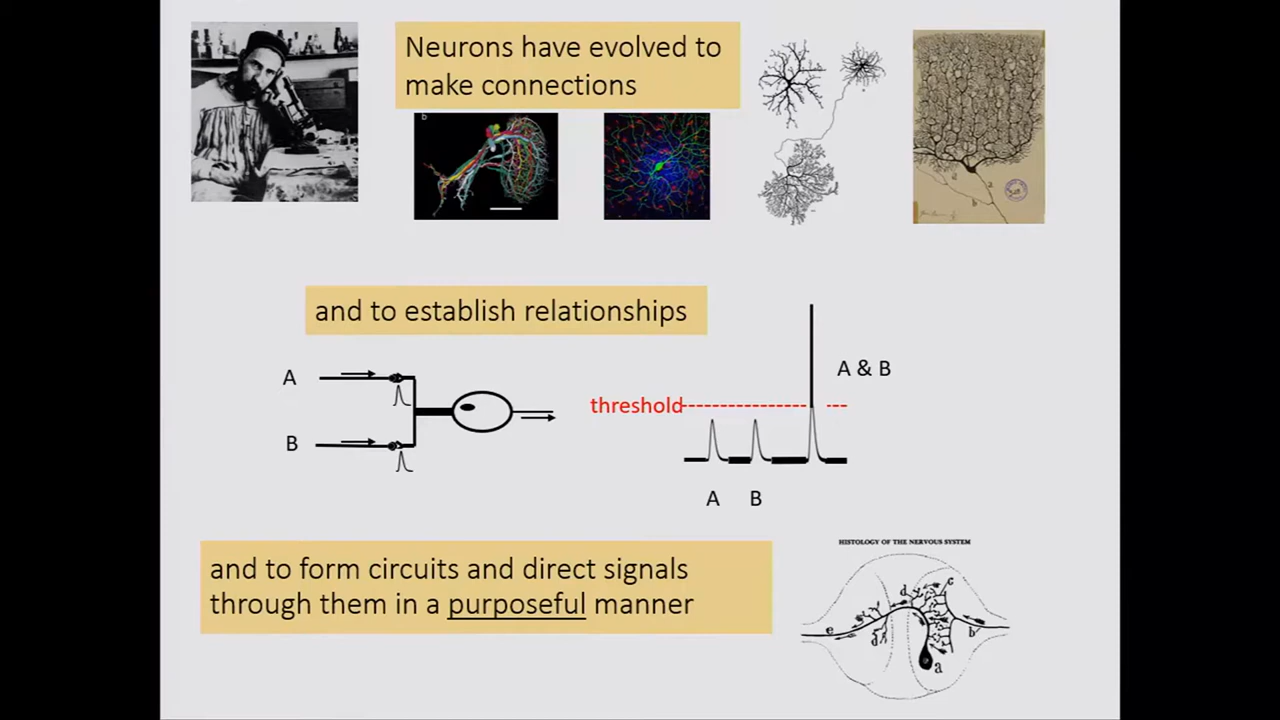 Neurons have evolved to
make connections
b
and to establish relationships
A
B
threshold
A & B
A B
and to form circuits and direct signals
through them in a purposeful manner
HISTOLOGY OF THE NERVOUS SYSTEM
c
d
b
e
d
a